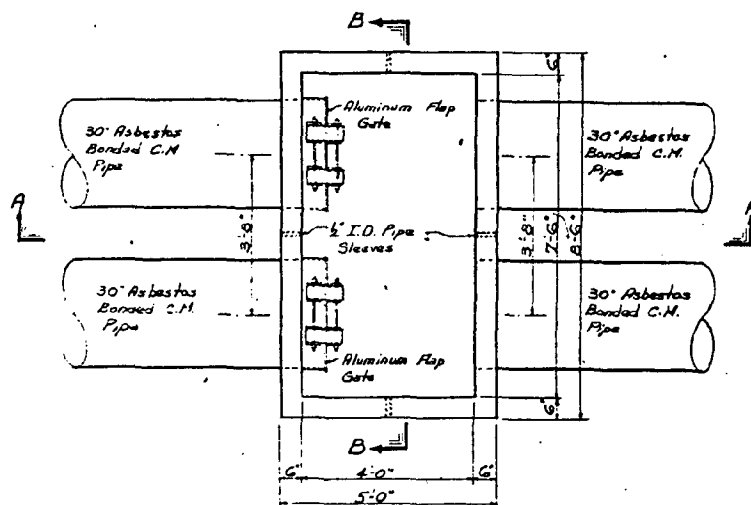 B
Aluminum Flap
Gate
30" Asbestos
Bonded C.M.
Pipe
30" Asbestos
Bonded C.M.
Pipe
A
A
3'-8"
½" I.D. Pipe
Sleeves
3'-8"
7'-6"
8'-6"
6"
6"
30" Asbestos
Bonded C.M.
Pipe
30" Asbestos
Bonded C.M.
Pipe
Aluminum Flap
Gate
B
6"
4'-0"
6"
5'-0"